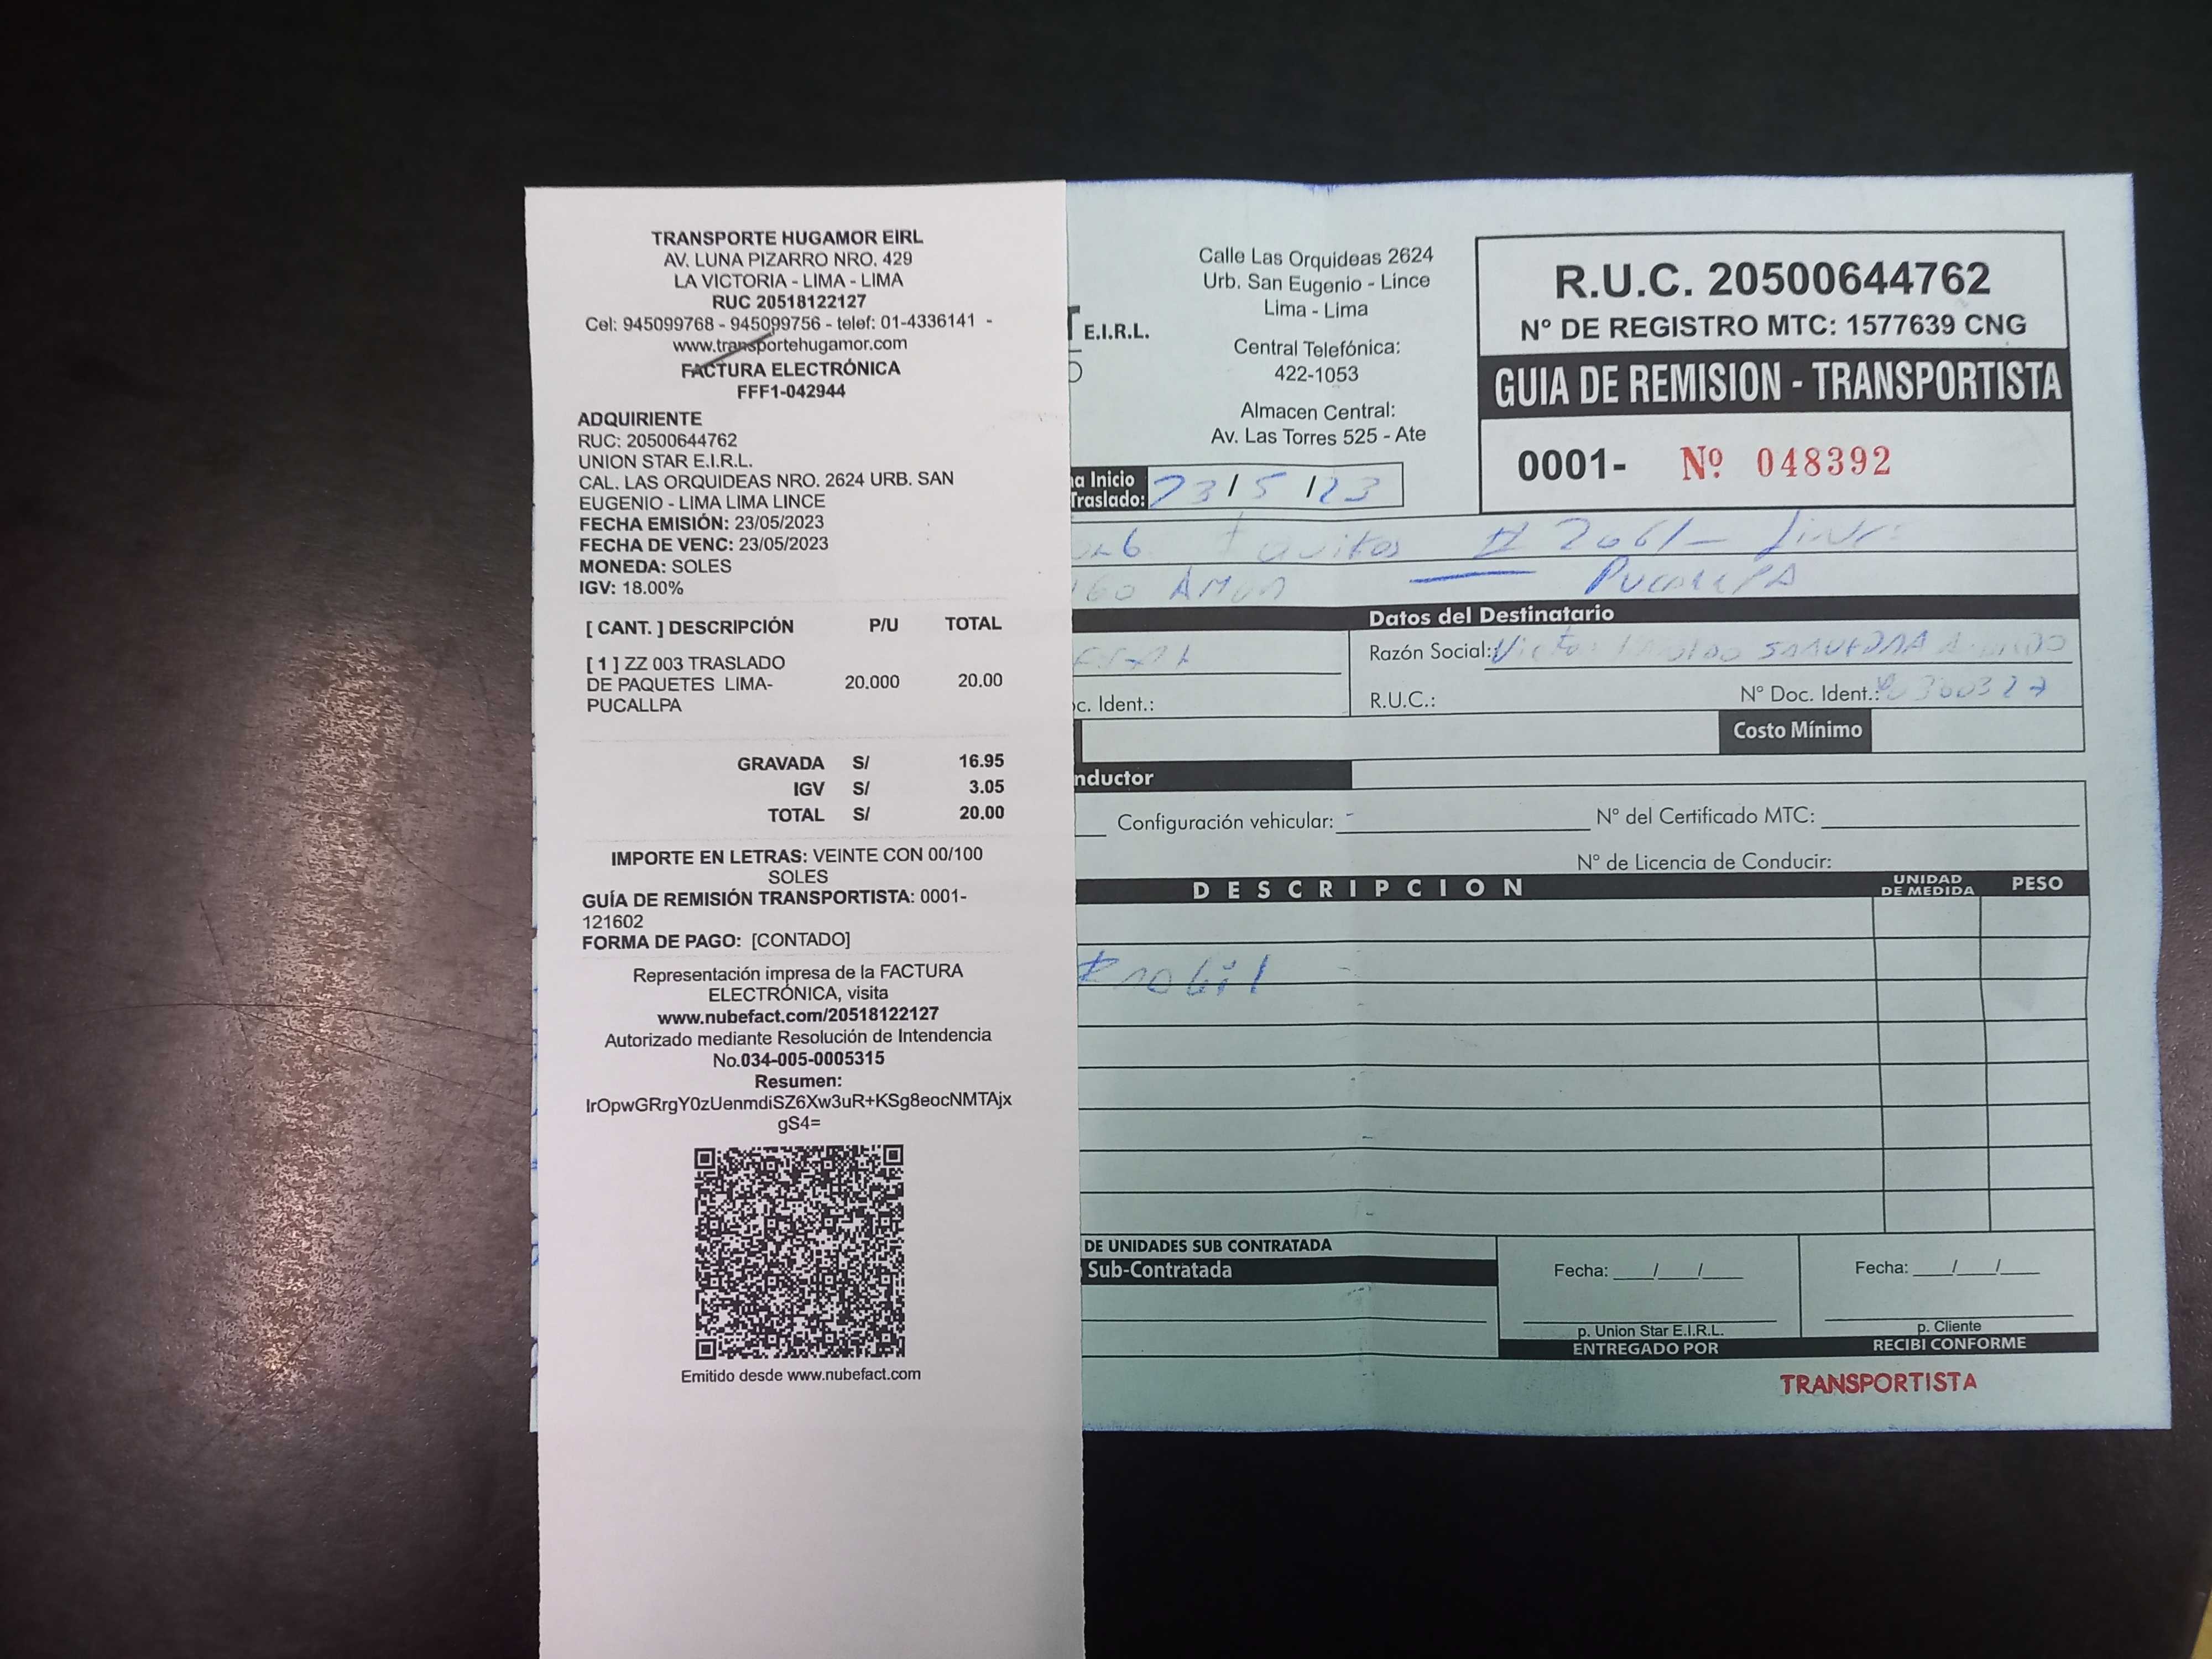 TRANSPORTE HUGAMOR EIRL
AV. LUNA PIZARRO NRO. 429
LA VICTORIA - LIMA - LIMA
RUC 20518122127
Cel: 945099768 - 945099756 - telef: 01-4336141 -
www.transportehugamor.com
FACTURA ELECTRÓNICA
FFF1-042944
ADQUIRIENTE
RUC: 20500644762
UNION STAR E.I.R.L.
CAL. LAS ORQUIDEAS NRO. 2624 URB. SAN
EUGENIO - LIMA LIMA LINCE
FECHA EMISIÓN: 23/05/2023
FECHA DE VENC: 23/05/2023
MONEDA: SOLES
IGV: 18.00%
[ CANT. ] DESCRIPCIÓN P/U TOTAL
[ 1 ] ZZ 003 TRASLADO
DE PAQUETES LIMA- 20.000 20.00
PUCALLPA
GRAVADA S/ 16.95
IGV S/ 3.05
TOTAL S/ 20.00
IMPORTE EN LETRAS: VEINTE CON 00/100
SOLES
GUÍA DE REMISIÓN TRANSPORTISTA: 0001-
121602
FORMA DE PAGO: [CONTADO]
Representación impresa de la FACTURA
ELECTRÓNICA, visita
www.nubefact.com/20518122127
Autorizado mediante Resolución de Intendencia
No.034-005-0005315
Resumen:
IrOpwGRrgY0zUenmdiSZ6Xw3uR+KSg8eocNMTAjx
gS4=
Emitido desde www.nubefact.com
E.I.R.L.
Calle Las Orquideas 2624
Urb. San Eugenio - Lince
Lima - Lima
Central Telefónica:
422-1053
Almacen Central:
Av. Las Torres 525 - Ate
R.U.C. 20500644762
N° DE REGISTRO MTC: 1577639 CNG
GUIA DE REMISION - TRANSPORTISTA
0001- Nº 048392
a Inicio
Traslado: 23/5/23
Iquitos # 2061 -
PUCALLPA
Datos del Destinatario
Razón Social: Victor
c. Ident.: R.U.C.: N° Doc. Ident.:
Costo Mínimo
nductor
Configuración vehicular: N° del Certificado MTC:
N° de Licencia de Conducir:
DESCRIPCION UNIDAD DE MEDIDA PESO
DE UNIDADES SUB CONTRATADA
Sub-Contratada
Fecha: / / Fecha: / /
p. Union Star E.I.R.L. p. Cliente
ENTREGADO POR RECIBI CONFORME
TRANSPORTISTA